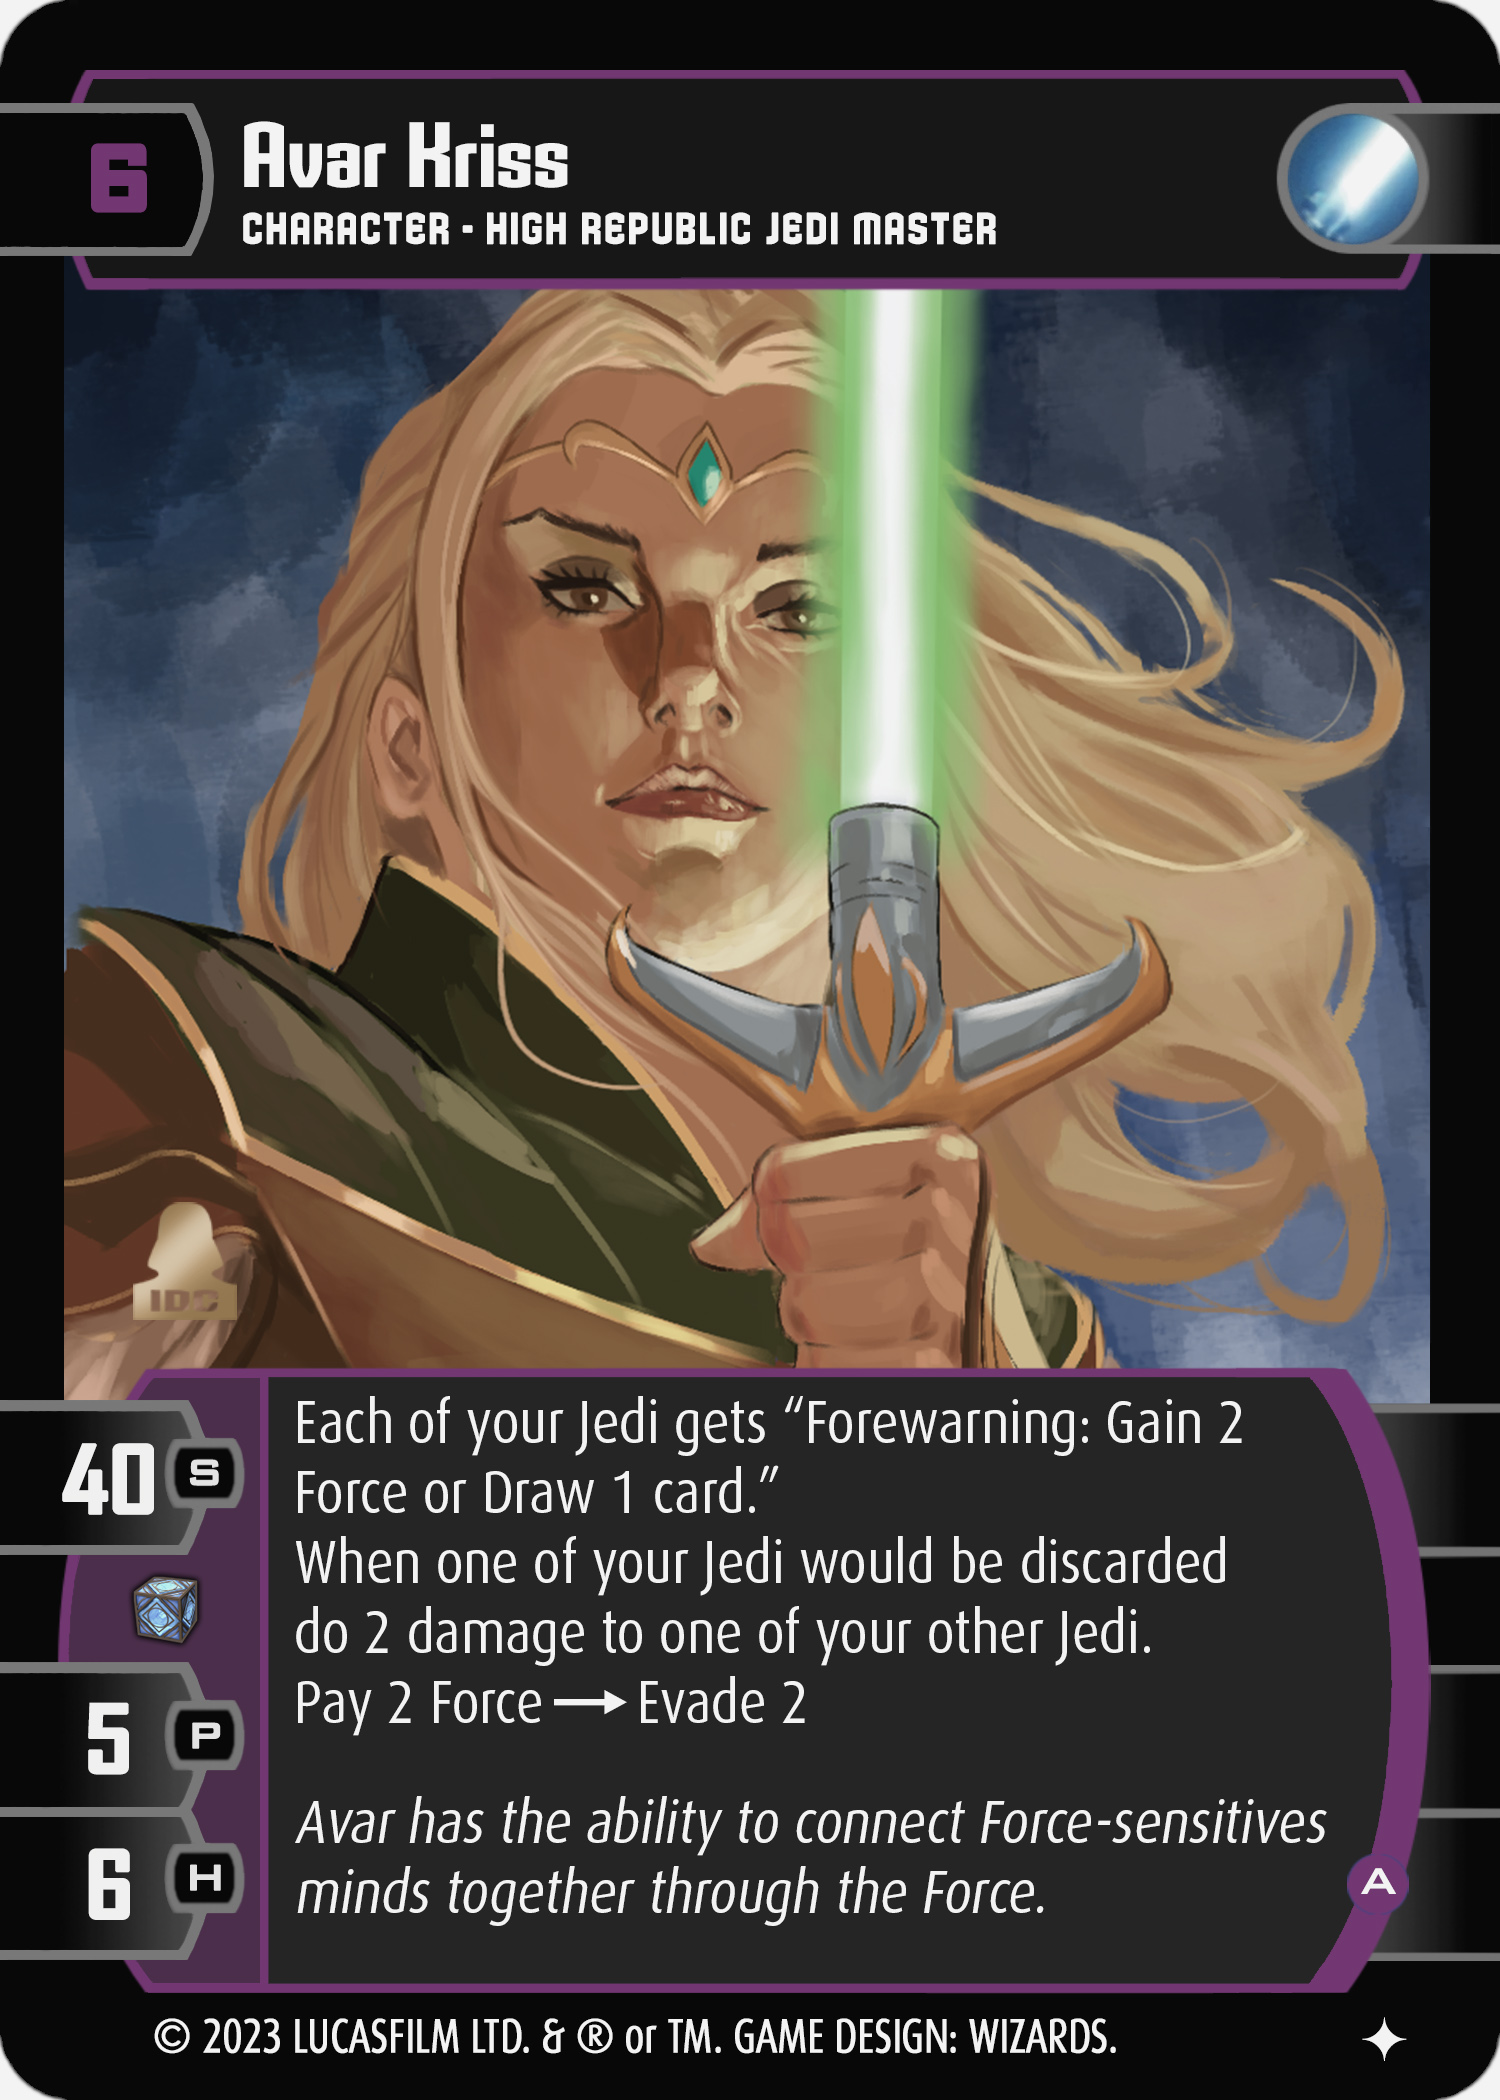 6
Avar Kriss
CHARACTER - HIGH REPUBLIC JEDI MASTER
IDC
40 S
5 P
6 H
Each of your Jedi gets “Forewarning: Gain 2
Force or Draw 1 card.”
When one of your Jedi would be discarded
do 2 damage to one of your other Jedi.
Pay 2 Force → Evade 2
Avar has the ability to connect Force-sensitives
minds together through the Force.
A
© 2023 LUCASFILM LTD. & ® or TM. GAME DESIGN: WIZARDS.